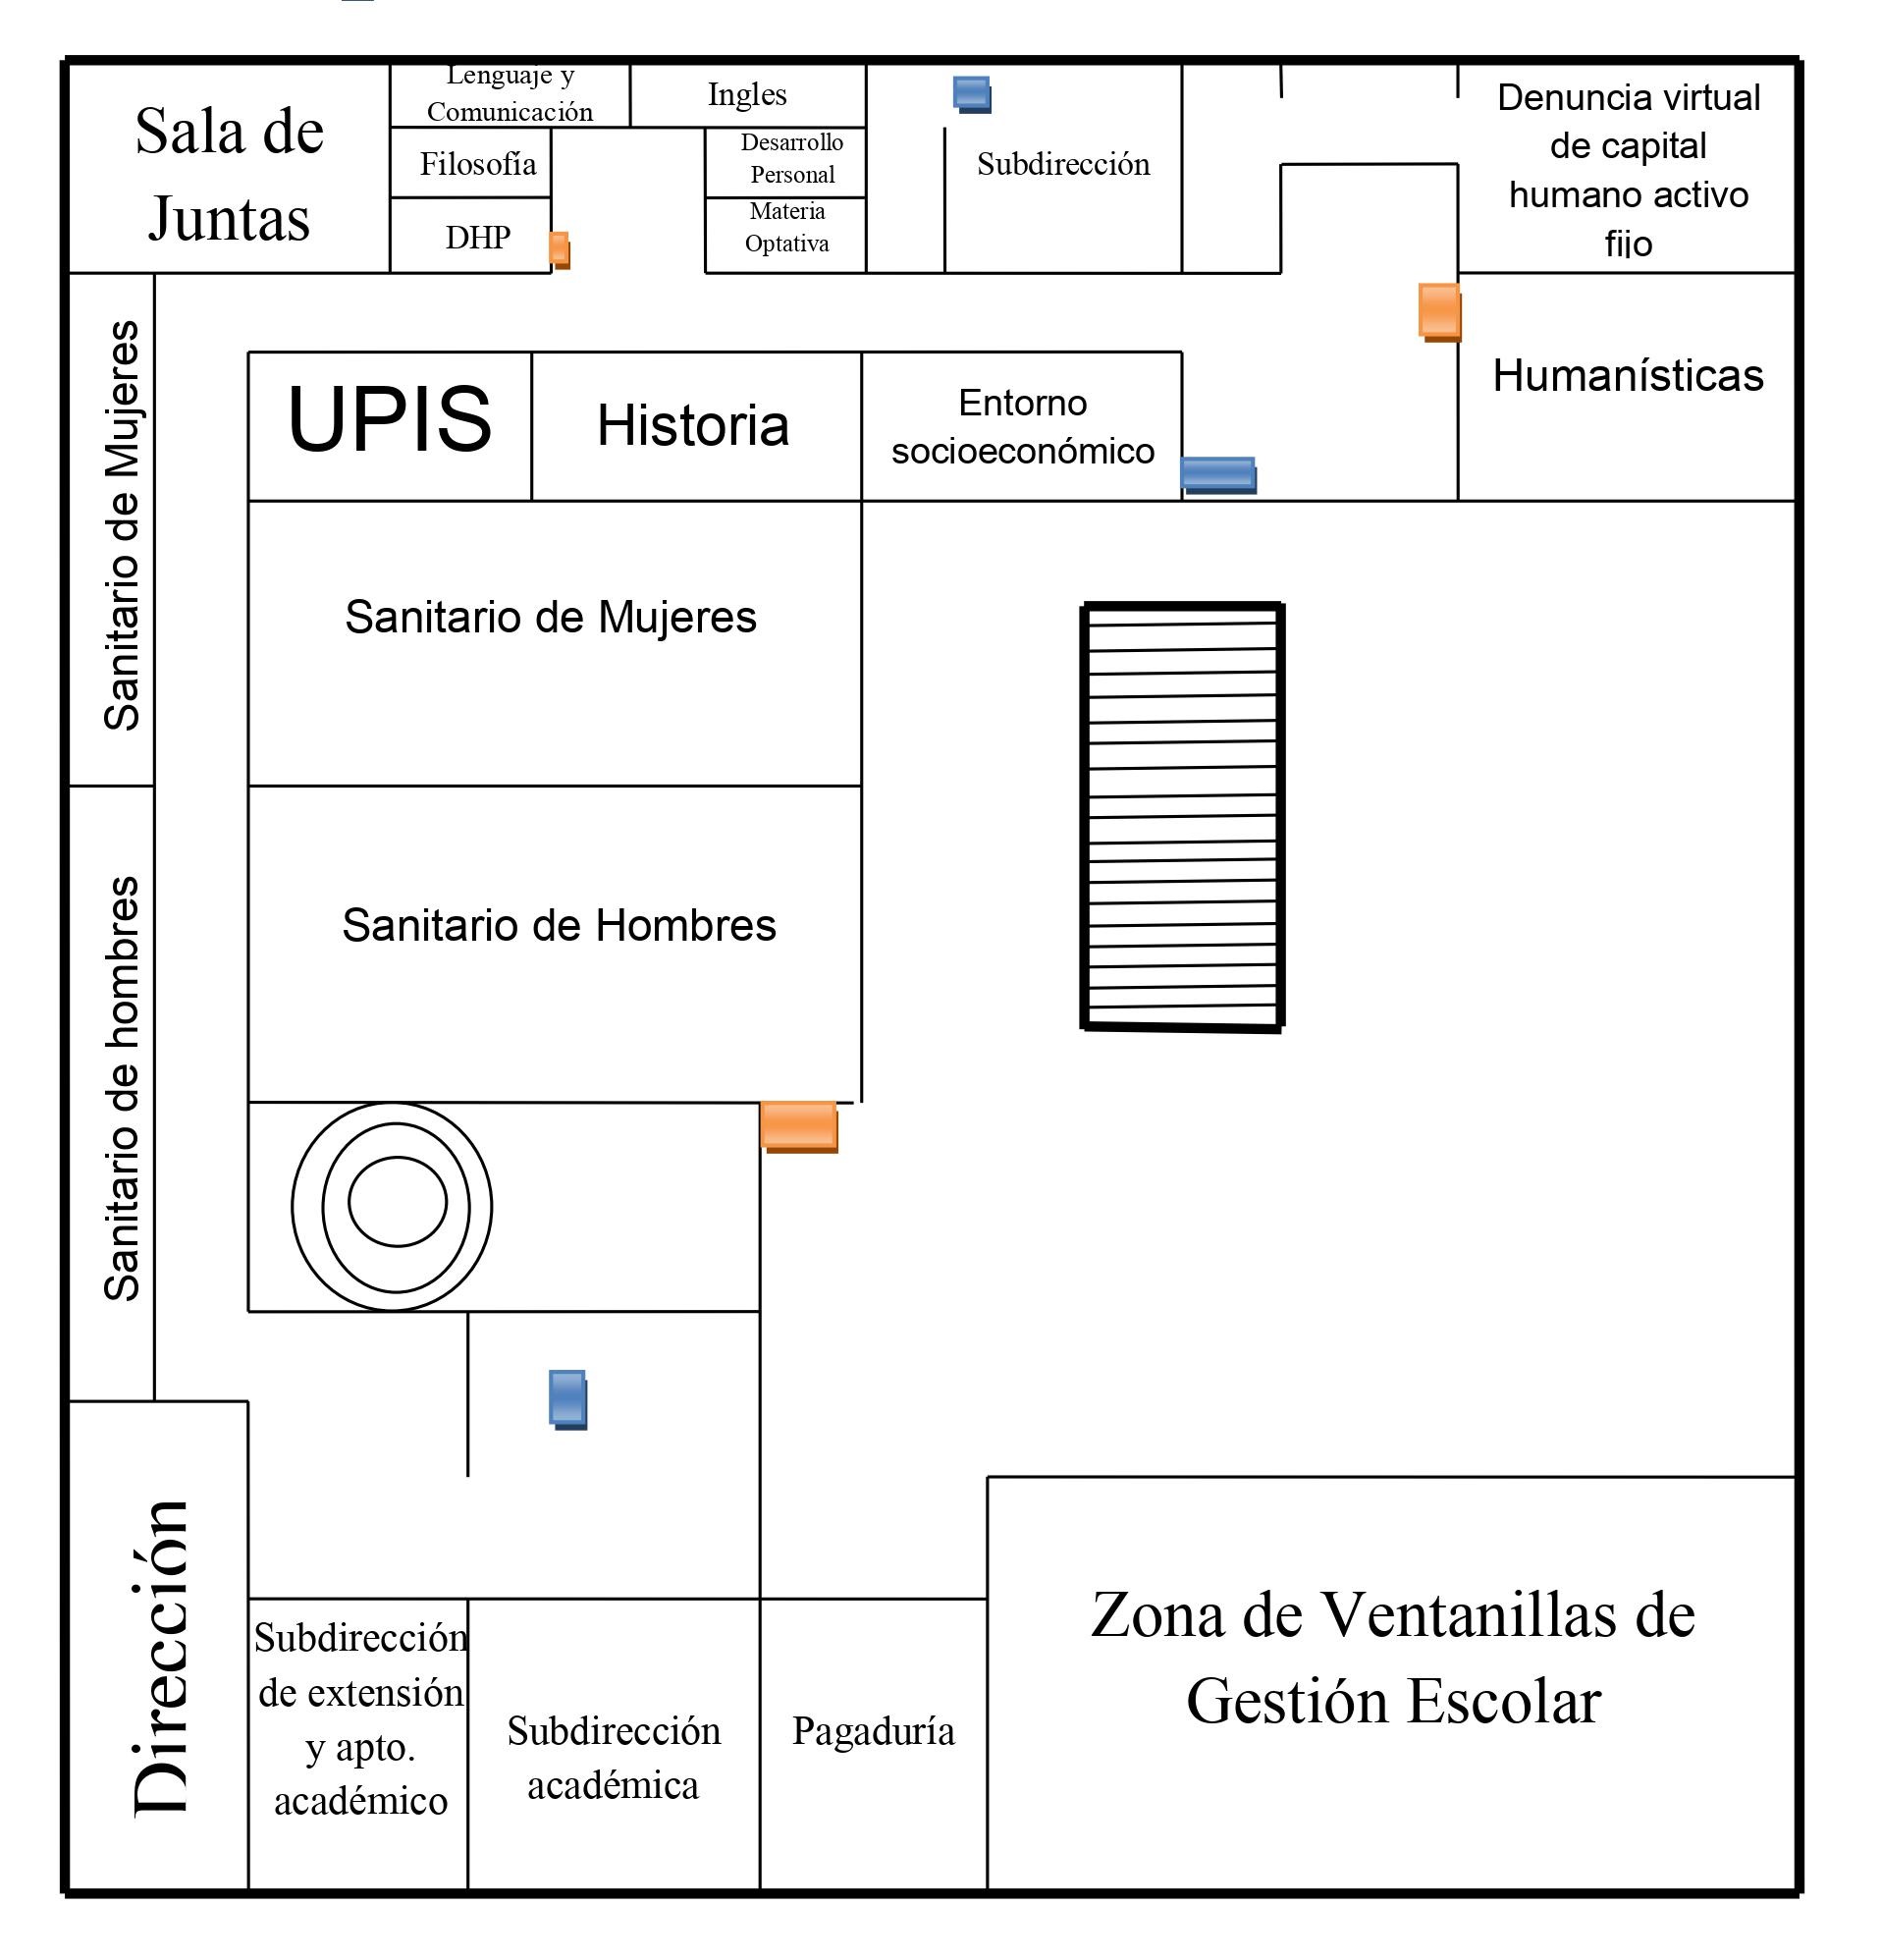 Sala de
Juntas
Lenguaje y
Comunicación
Ingles
Filosofía
DHP
Desarrollo
Personal
Materia
Optativa
Subdirección
Denuncia virtual
de capital
humano activo
fijo
Sanitario de Mujeres
UPIS
Historia
Entorno
socioeconómico
Humanísticas
Sanitario de Mujeres
Sanitario de hombres
Sanitario de Hombres
Dirección
Subdirección
de extensión
y apto.
académico
Subdirección
académica
Pagaduría
Zona de Ventanillas de
Gestión Escolar